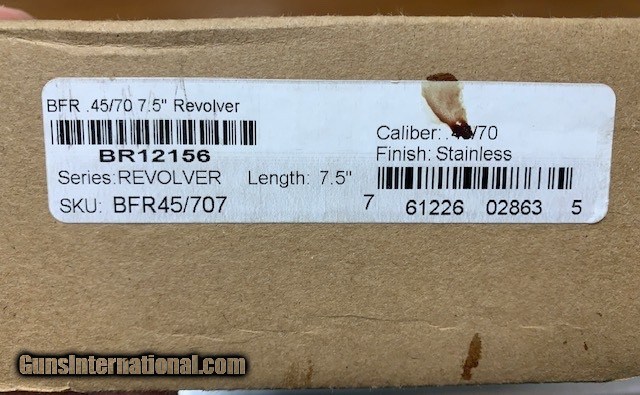 BFR .45/70 7.5" Revolver
BR12156
Series: REVOLVER Length: 7.5"
SKU: BFR45/707
Caliber: /70
Finish: Stainless
7 61226 02863 5
GunsInternational.com